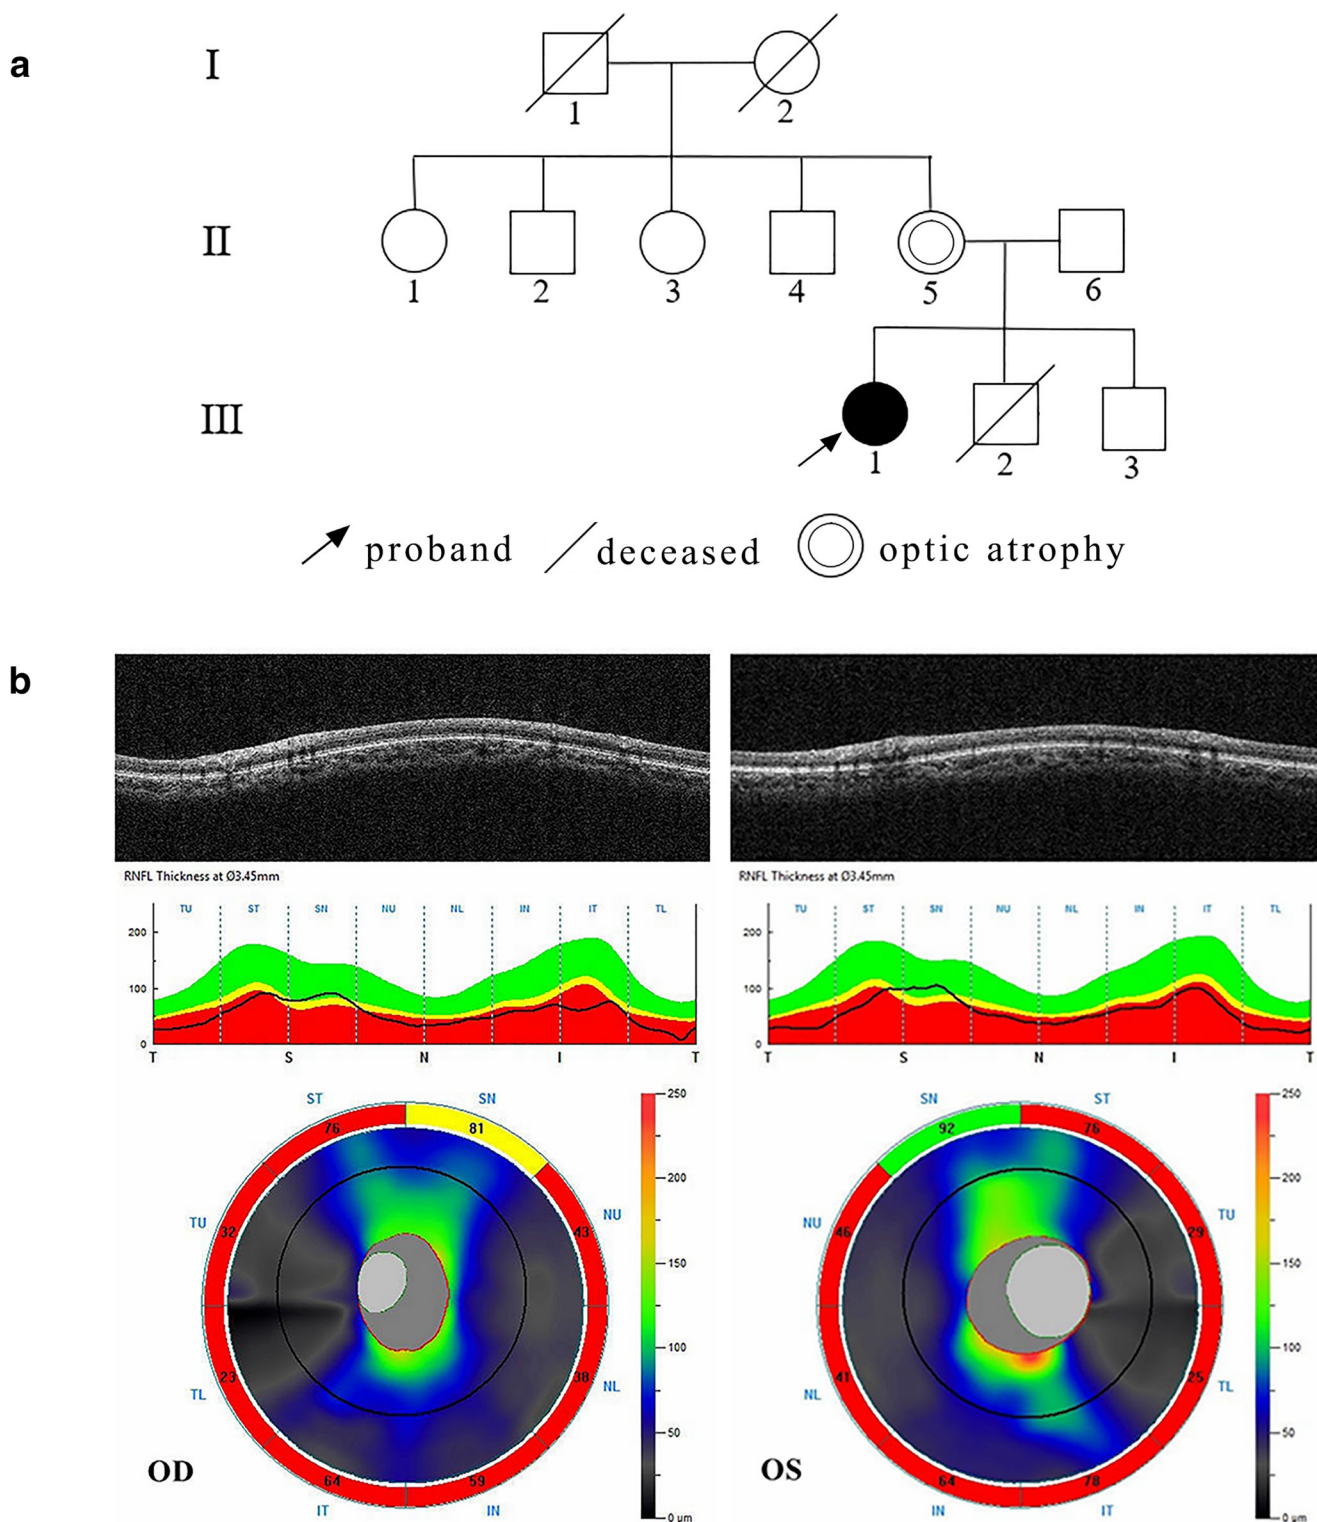 a
I
1
2
II
1
2
3
4
5
6
III
1
2
3
proband
deceased
optic atrophy
b
RNFL Thickness at Ø3.45mm
TU ST SN NU NL IN IT TL
200
100
0
T S N I T
RNFL Thickness at Ø3.45mm
TU ST SN NU NL IN IT TL
200
100
0
T S N I T
ST SN
76 81
TU NU
32 43
TL NL
23 38
64 59
IT IN
OD
250
200
150
100
50
0 µm
SN ST
92 76
NU TU
46 29
NL TL
41 25
64 78
IN IT
OS
250
200
150
100
50
0 µm